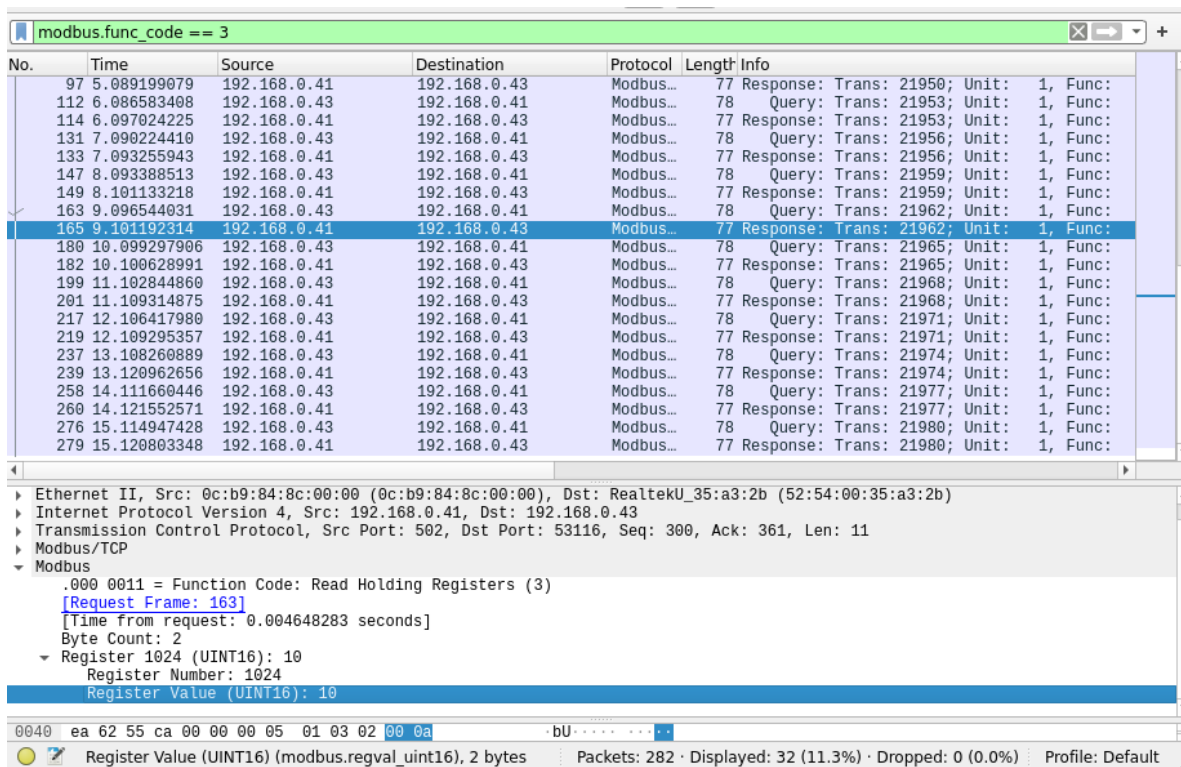 modbus.func_code == 3
No. Time Source Destination Protocol Length Info
97 5.089199079 192.168.0.41 192.168.0.43 Modbus… 77 Response: Trans: 21950; Unit: 1, Func:
112 6.086583408 192.168.0.43 192.168.0.41 Modbus… 78 Query: Trans: 21953; Unit: 1, Func:
114 6.097024225 192.168.0.41 192.168.0.43 Modbus… 77 Response: Trans: 21953; Unit: 1, Func:
131 7.090224410 192.168.0.43 192.168.0.41 Modbus… 78 Query: Trans: 21956; Unit: 1, Func:
133 7.093255943 192.168.0.41 192.168.0.43 Modbus… 77 Response: Trans: 21956; Unit: 1, Func:
147 8.093388513 192.168.0.43 192.168.0.41 Modbus… 78 Query: Trans: 21959; Unit: 1, Func:
149 8.101133218 192.168.0.41 192.168.0.43 Modbus… 77 Response: Trans: 21959; Unit: 1, Func:
163 9.096544031 192.168.0.43 192.168.0.41 Modbus… 78 Query: Trans: 21962; Unit: 1, Func:
165 9.101192314 192.168.0.41 192.168.0.43 Modbus… 77 Response: Trans: 21962; Unit: 1, Func:
180 10.099297906 192.168.0.43 192.168.0.41 Modbus… 78 Query: Trans: 21965; Unit: 1, Func:
182 10.100628991 192.168.0.41 192.168.0.43 Modbus… 77 Response: Trans: 21965; Unit: 1, Func:
199 11.102844860 192.168.0.43 192.168.0.41 Modbus… 78 Query: Trans: 21968; Unit: 1, Func:
201 11.109314875 192.168.0.41 192.168.0.43 Modbus… 77 Response: Trans: 21968; Unit: 1, Func:
217 12.106417980 192.168.0.43 192.168.0.41 Modbus… 78 Query: Trans: 21971; Unit: 1, Func:
219 12.109295357 192.168.0.41 192.168.0.43 Modbus… 77 Response: Trans: 21971; Unit: 1, Func:
237 13.108260889 192.168.0.43 192.168.0.41 Modbus… 78 Query: Trans: 21974; Unit: 1, Func:
239 13.120962656 192.168.0.41 192.168.0.43 Modbus… 77 Response: Trans: 21974; Unit: 1, Func:
258 14.111660446 192.168.0.43 192.168.0.41 Modbus… 78 Query: Trans: 21977; Unit: 1, Func:
260 14.121552571 192.168.0.41 192.168.0.43 Modbus… 77 Response: Trans: 21977; Unit: 1, Func:
276 15.114947428 192.168.0.43 192.168.0.41 Modbus… 78 Query: Trans: 21980; Unit: 1, Func:
279 15.120803348 192.168.0.41 192.168.0.43 Modbus… 77 Response: Trans: 21980; Unit: 1, Func:
Ethernet II, Src: 0c:b9:84:8c:00:00 (0c:b9:84:8c:00:00), Dst: RealtekU_35:a3:2b (52:54:00:35:a3:2b)
Internet Protocol Version 4, Src: 192.168.0.41, Dst: 192.168.0.43
Transmission Control Protocol, Src Port: 502, Dst Port: 53116, Seq: 300, Ack: 361, Len: 11
Modbus/TCP
Modbus
.000 0011 = Function Code: Read Holding Registers (3)
[Request Frame: 163]
[Time from request: 0.004648283 seconds]
Byte Count: 2
Register 1024 (UINT16): 10
Register Number: 1024
Register Value (UINT16): 10
0040 ea 62 55 ca 00 00 00 05 01 03 02 00 0a ·bU····· ·····
Register Value (UINT16) (modbus.regval_uint16), 2 bytes Packets: 282 · Displayed: 32 (11.3%) · Dropped: 0 (0.0%) Profile: Default